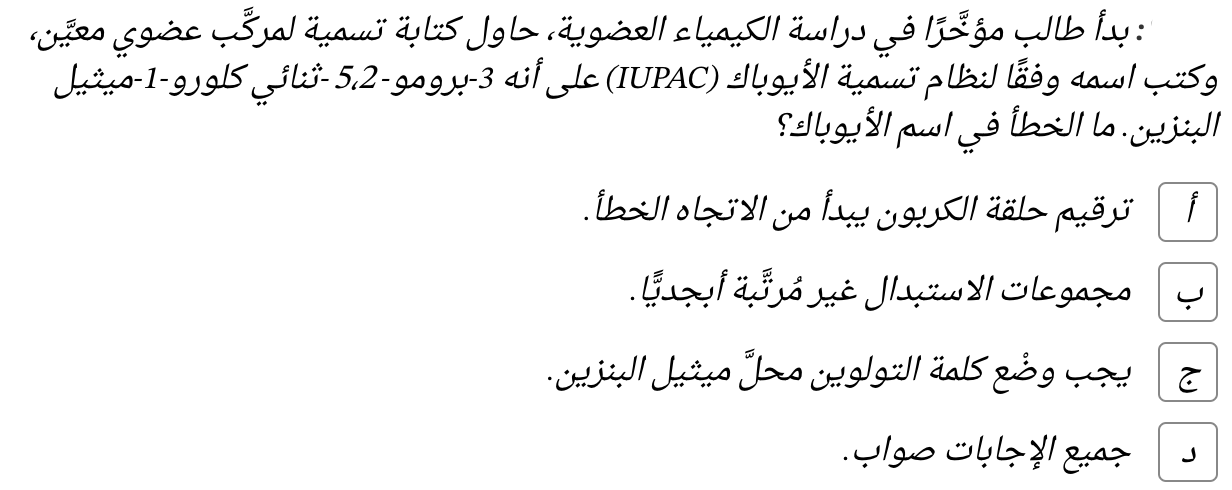 : بدأ طالب مؤخَّرًا في دراسة الكيمياء العضوية، حاول كتابة تسمية لمركَّب عضوي معيَّن،
وكتب اسمه وفقًا لنظام تسمية الأيوباك (IUPAC) على أنه 3-برومو-5،2-ثنائي كلورو-1-ميثيل
البنزين. ما الخطأ في اسم الأيوباك؟
أ ترقيم حلقة الكربون يبدأ من الاتجاه الخطأ.
ب مجموعات الاستبدال غير مُرتَّبة أبجديًّا.
ج يجب وضْع كلمة التولوين محلَّ ميثيل البنزين.
د جميع الإجابات صواب.